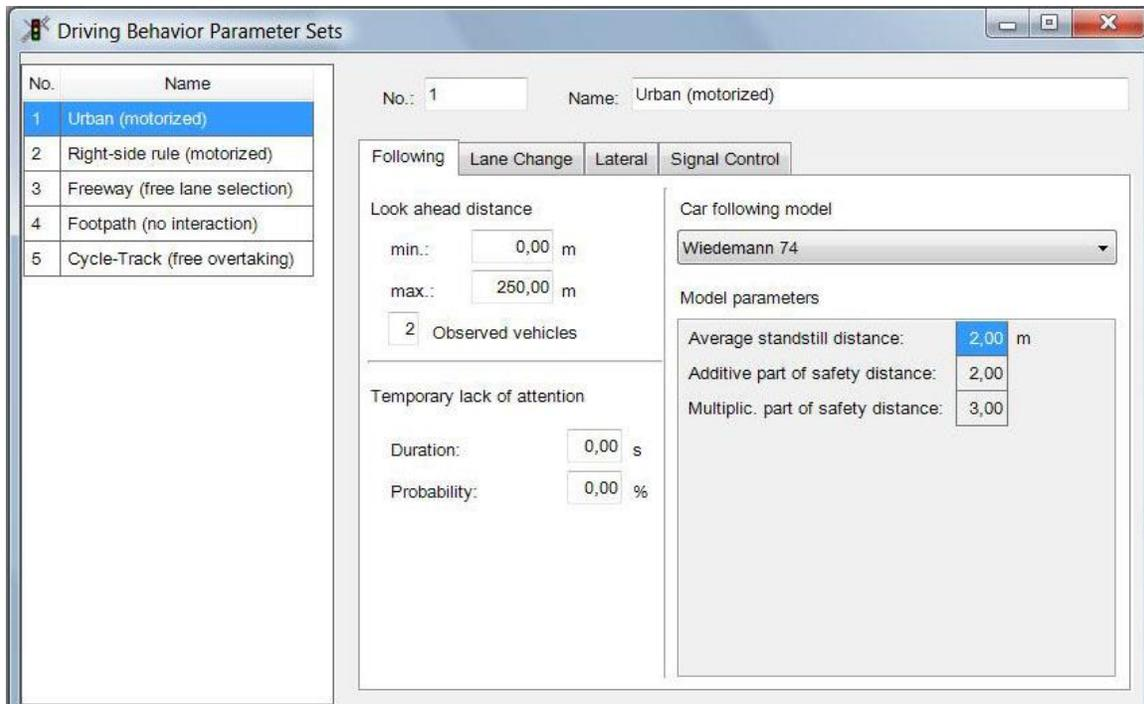 Driving Behavior Parameter Sets
No. Name
1 Urban (motorized)
2 Right-side rule (motorized)
3 Freeway (free lane selection)
4 Footpath (no interaction)
5 Cycle-Track (free overtaking)
No.: 1 Name: Urban (motorized)
Following Lane Change Lateral Signal Control
Look ahead distance
min.: 0,00 m
max.: 250,00 m
2 Observed vehicles
Temporary lack of attention
Duration: 0,00 s
Probability: 0,00 %
Car following model
Wiedemann 74
Model parameters
Average standstill distance: 2,00 m
Additive part of safety distance: 2,00
Multiplic. part of safety distance: 3,00